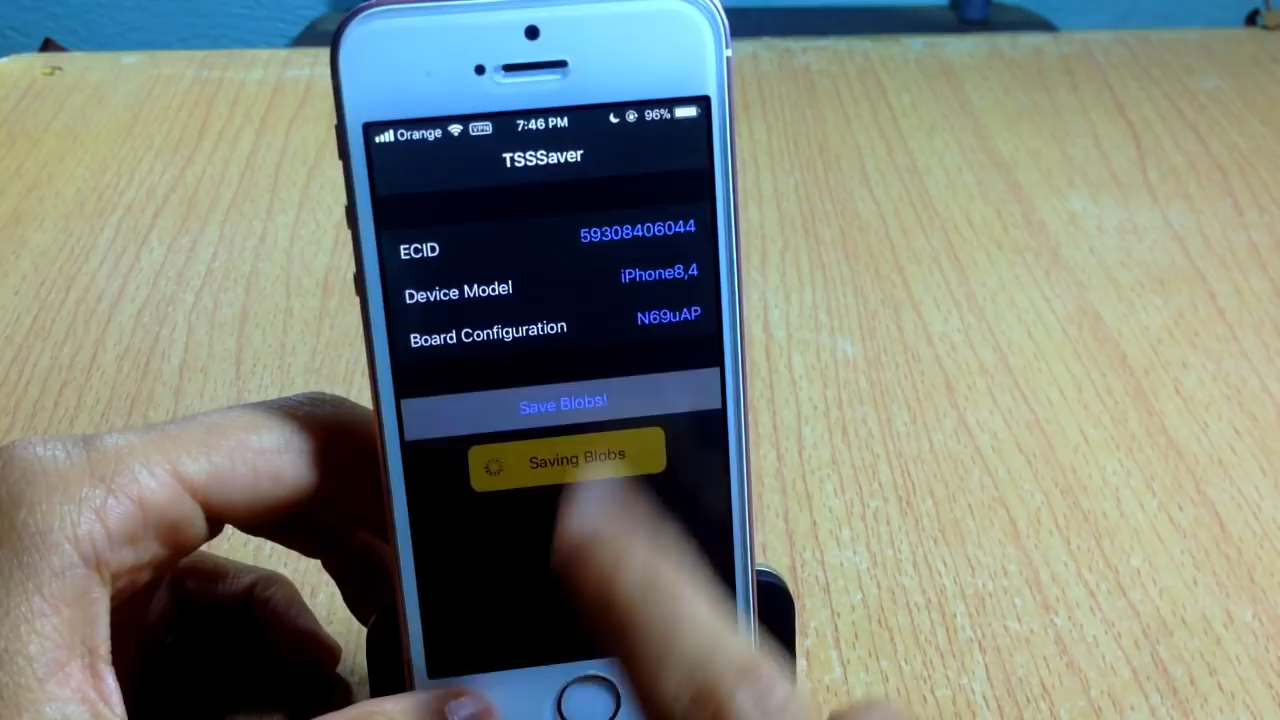 Orange VPN 7:46 PM 96%
TSSSaver
ECID 59308406044
Device Model iPhone8,4
Board Configuration N69uAP
Save Blobs!
Saving Blobs